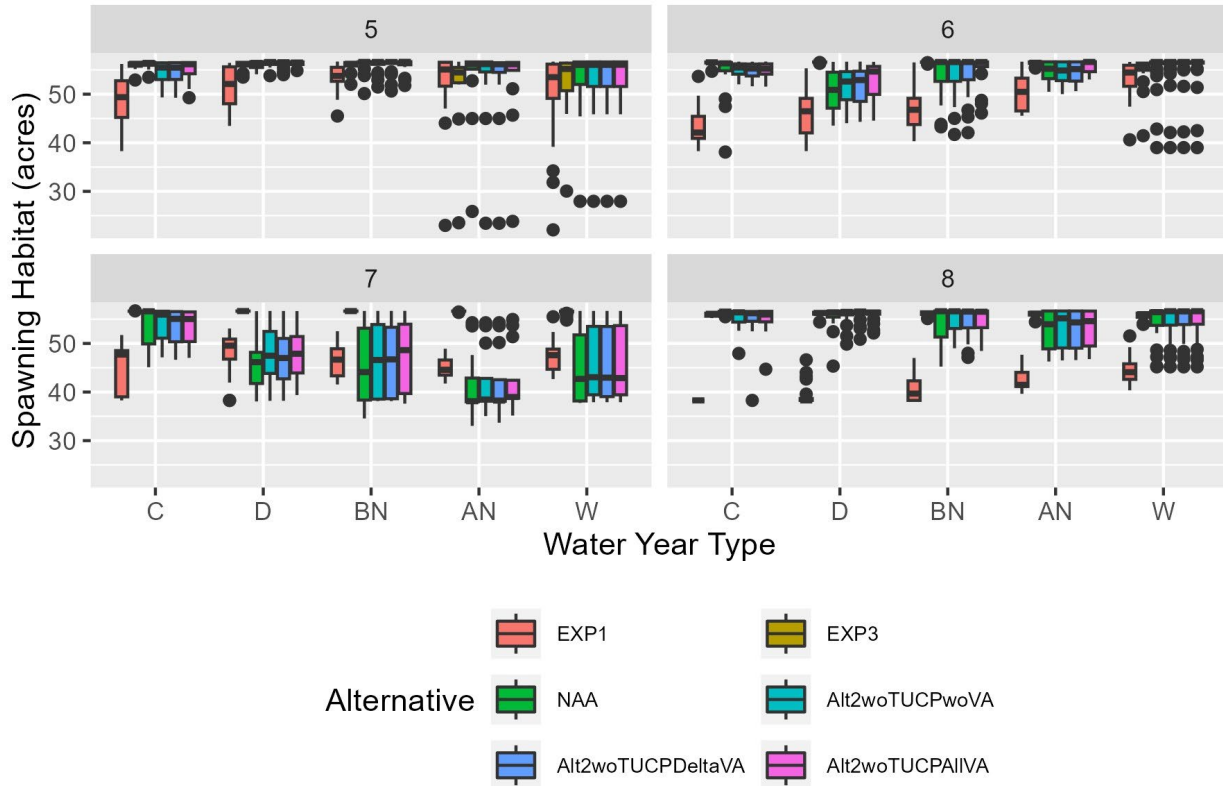 5 6
50
40
30
7 8
50
40
30
C D BN AN W C D BN AN W
Spawning Habitat (acres)
Water Year Type
Alternative
EXP1 EXP3
NAA Alt2woTUCPwoVA
Alt2woTUCPDeltaVA Alt2woTUCPAllVA